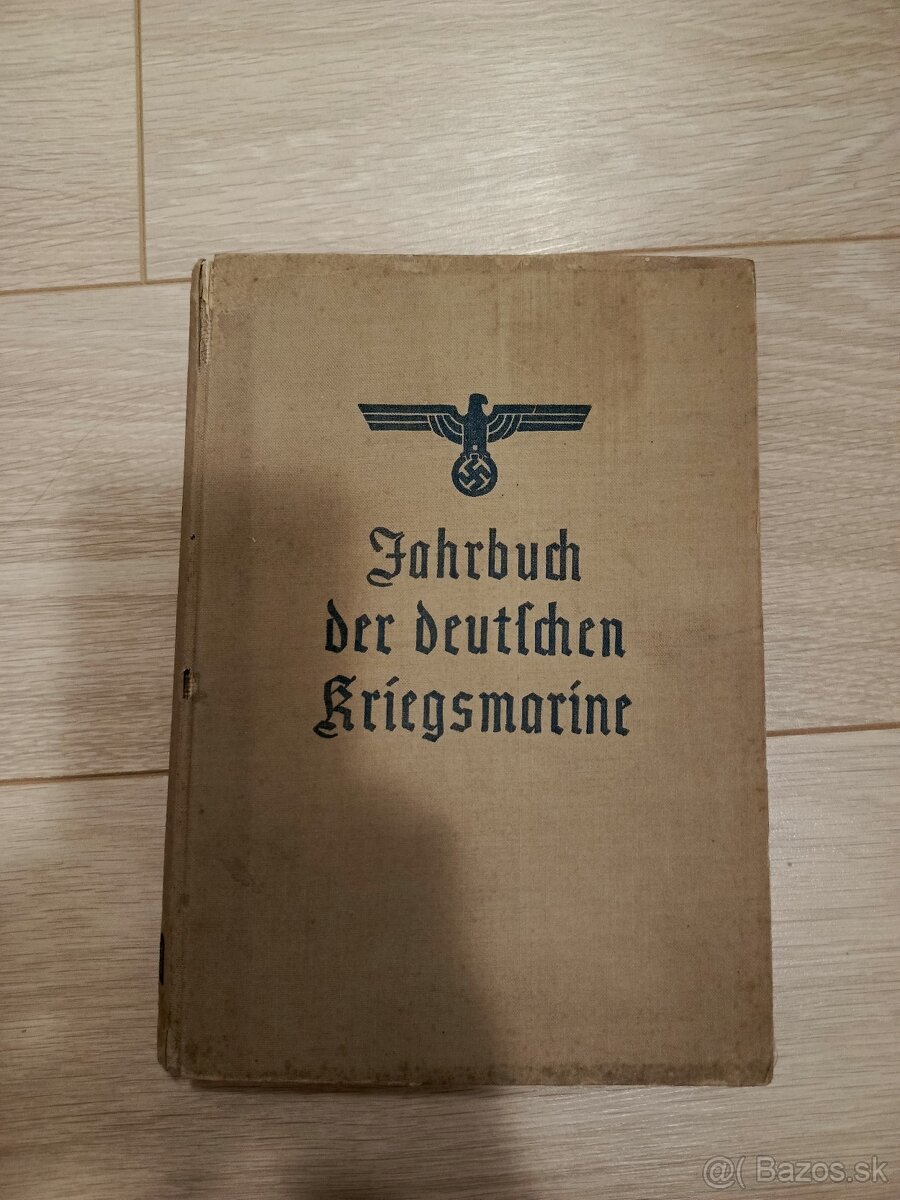 Jahrbuch
der deutſchen
Kriegsmarine
@( Bazos.sk